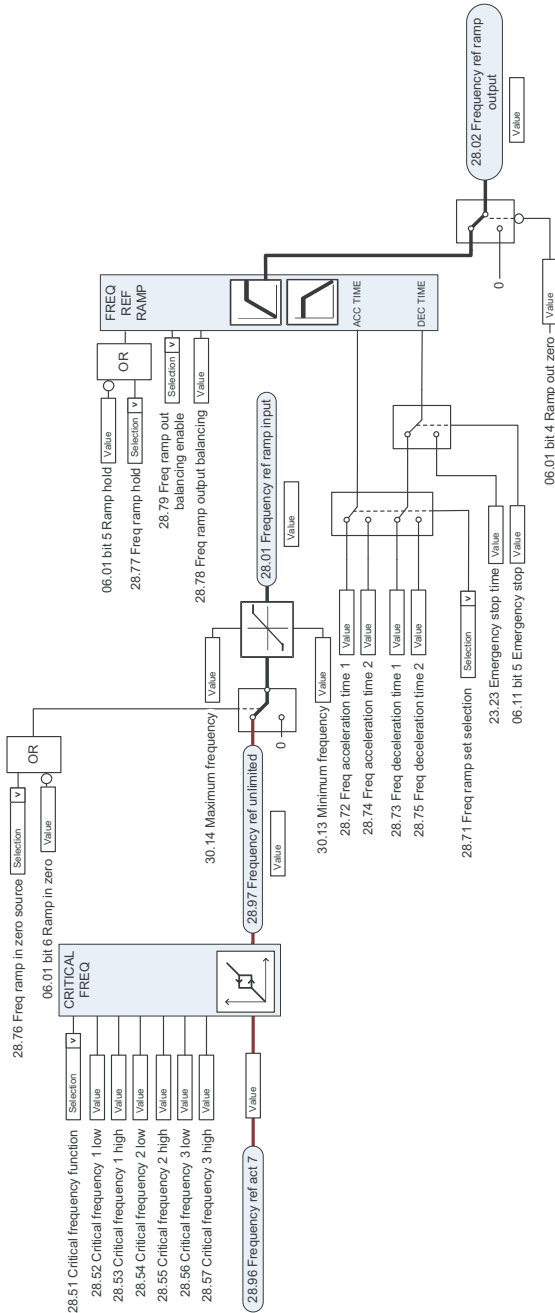 28.76 Freq ramp in zero source
Selection
v
06.01 bit 6 Ramp in zero
Value
OR
28.51 Critical frequency function
Selection
v
28.52 Critical frequency 1 low
Value
28.53 Critical frequency 1 high
Value
28.54 Critical frequency 2 low
Value
28.55 Critical frequency 2 high
Value
28.56 Critical frequency 3 low
Value
28.57 Critical frequency 3 high
Value
CRITICAL
FREQ
28.96 Frequency ref act 7
Value
28.97 Frequency ref unlimited
Value
0
30.14 Maximum frequency
Value
30.13 Minimum frequency
Value
28.01 Frequency ref ramp input
Value
06.01 bit 5 Ramp hold
Value
28.77 Freq ramp hold
Selection
v
OR
28.79 Freq ramp out
balancing enable
Selection
v
28.78 Freq ramp output balancing
Value
FREQ
REF
RAMP
ACC TIME
DEC TIME
28.72 Freq acceleration time 1
Value
28.74 Freq acceleration time 2
Value
28.73 Freq deceleration time 1
Value
28.75 Freq deceleration time 2
Value
28.71 Freq ramp set selection
Selection
v
23.23 Emergency stop time
Value
06.11 bit 5 Emergency stop
Value
0
06.01 bit 4 Ramp out zero
Value
28.02 Frequency ref ramp
output
Value